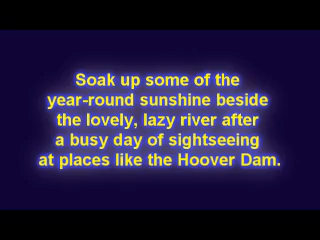 Soak up some of the
year-round sunshine beside
the lovely, lazy river after
a busy day of sightseeing
at places like the Hoover Dam.